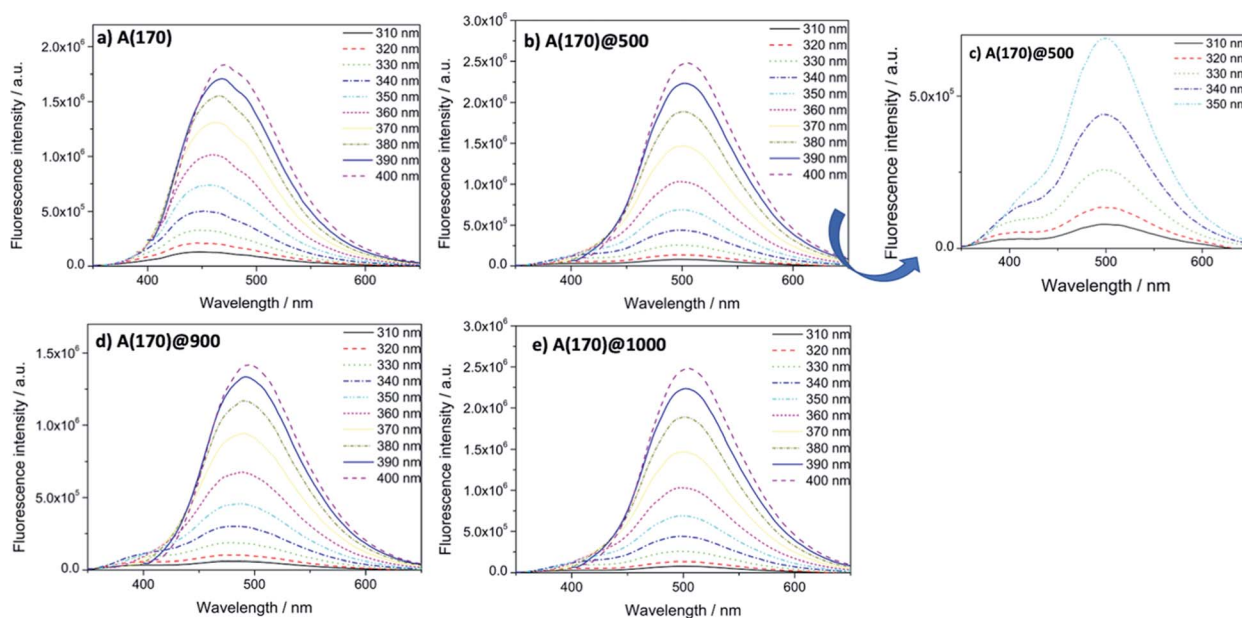 a) A(170)
Fluorescence intensity / a.u.
2.0x10⁶
1.5x10⁶
1.0x10⁶
5.0x10⁵
0.0
400
500
600
Wavelength / nm
310 nm
320 nm
330 nm
340 nm
350 nm
360 nm
370 nm
380 nm
390 nm
400 nm
b) A(170)@500
Fluorescence intensity / a.u.
3.0x10⁶
2.5x10⁶
2.0x10⁶
1.5x10⁶
1.0x10⁶
5.0x10⁵
0.0
400
500
600
Wavelength / nm
310 nm
320 nm
330 nm
340 nm
350 nm
360 nm
370 nm
380 nm
390 nm
400 nm
c) A(170)@500
Fluorescence intensity / a.u.
5.0x10⁵
0.0
400
500
600
Wavelength / nm
310 nm
320 nm
330 nm
340 nm
350 nm
d) A(170)@900
Fluorescence intensity / a.u.
1.5x10⁶
1.0x10⁶
5.0x10⁵
0.0
400
500
600
Wavelength / nm
310 nm
320 nm
330 nm
340 nm
350 nm
360 nm
370 nm
380 nm
390 nm
400 nm
e) A(170)@1000
Fluorescence intensity / a.u.
3.0x10⁶
2.5x10⁶
2.0x10⁶
1.5x10⁶
1.0x10⁶
5.0x10⁵
0.0
400
500
600
Wavelength / nm
310 nm
320 nm
330 nm
340 nm
350 nm
360 nm
370 nm
380 nm
390 nm
400 nm